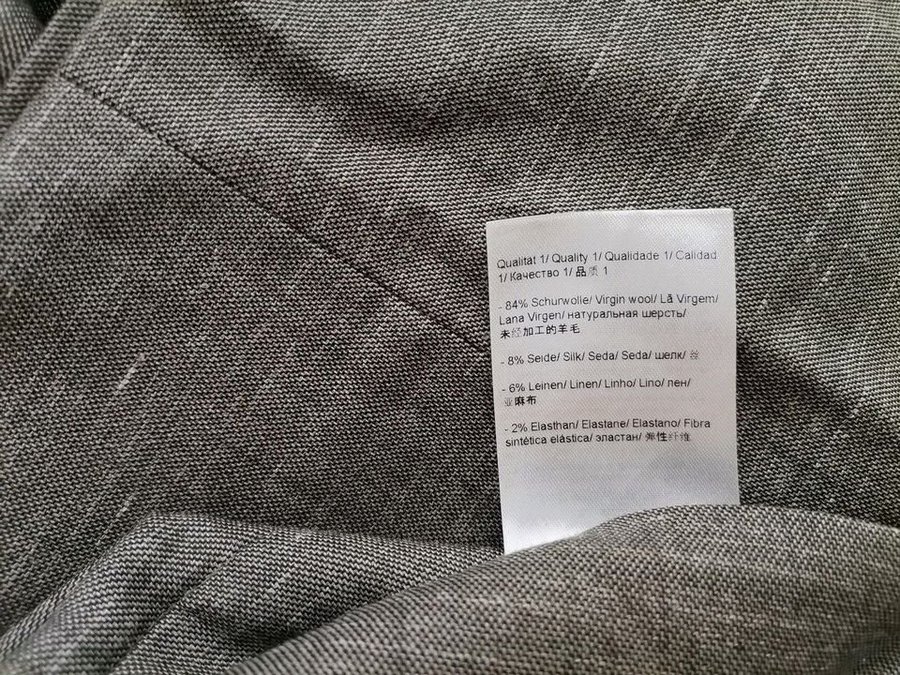 Qualität 1/ Quality 1/ Qualidade 1/ Calidad
1/ Качество 1/ 品质 1
- 84% Schurwolle/ Virgin wool/ Lã Virgem/
Lana Virgen/ натуральная шерсть/
未经加工的羊毛
- 8% Seide/ Silk/ Seda/ Seda/ шелк/ 丝
- 6% Leinen/ Linen/ Linho/ Lino/ лен/
亚麻布
- 2% Elasthan/ Elastane/ Elastano/ Fibra
sintética elástica/ эластан/ 弹性纤维